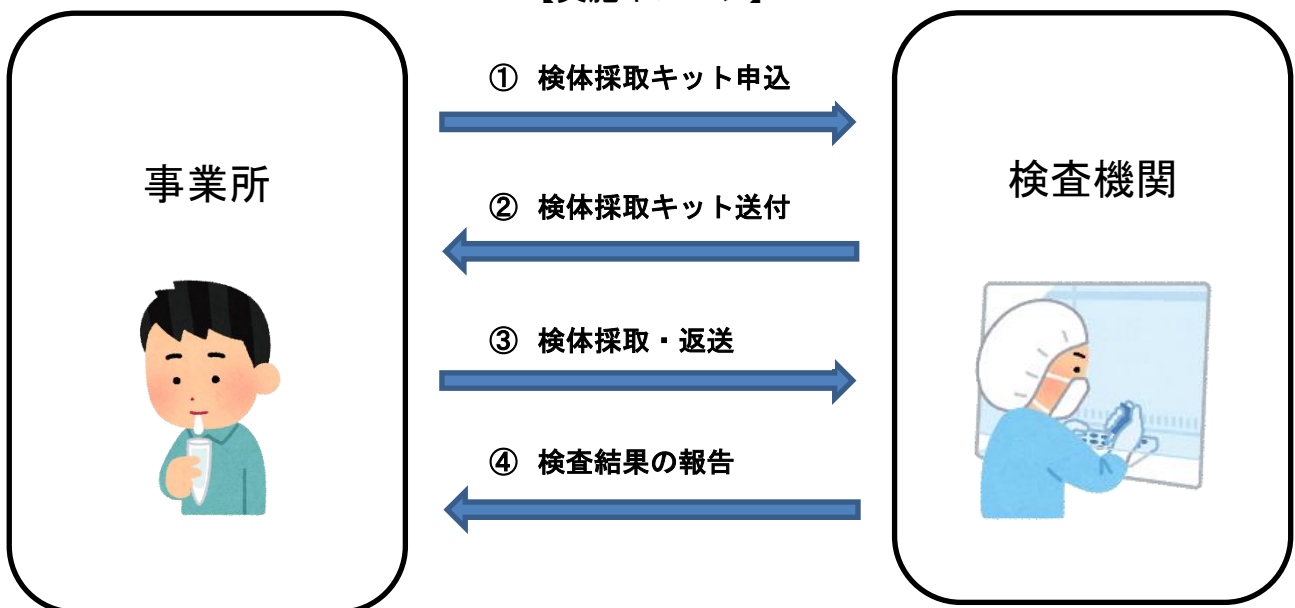 事業所
① 検体採取キット申込
② 検体採取キット送付
③ 検体採取・返送
④ 検査結果の報告
検査機関